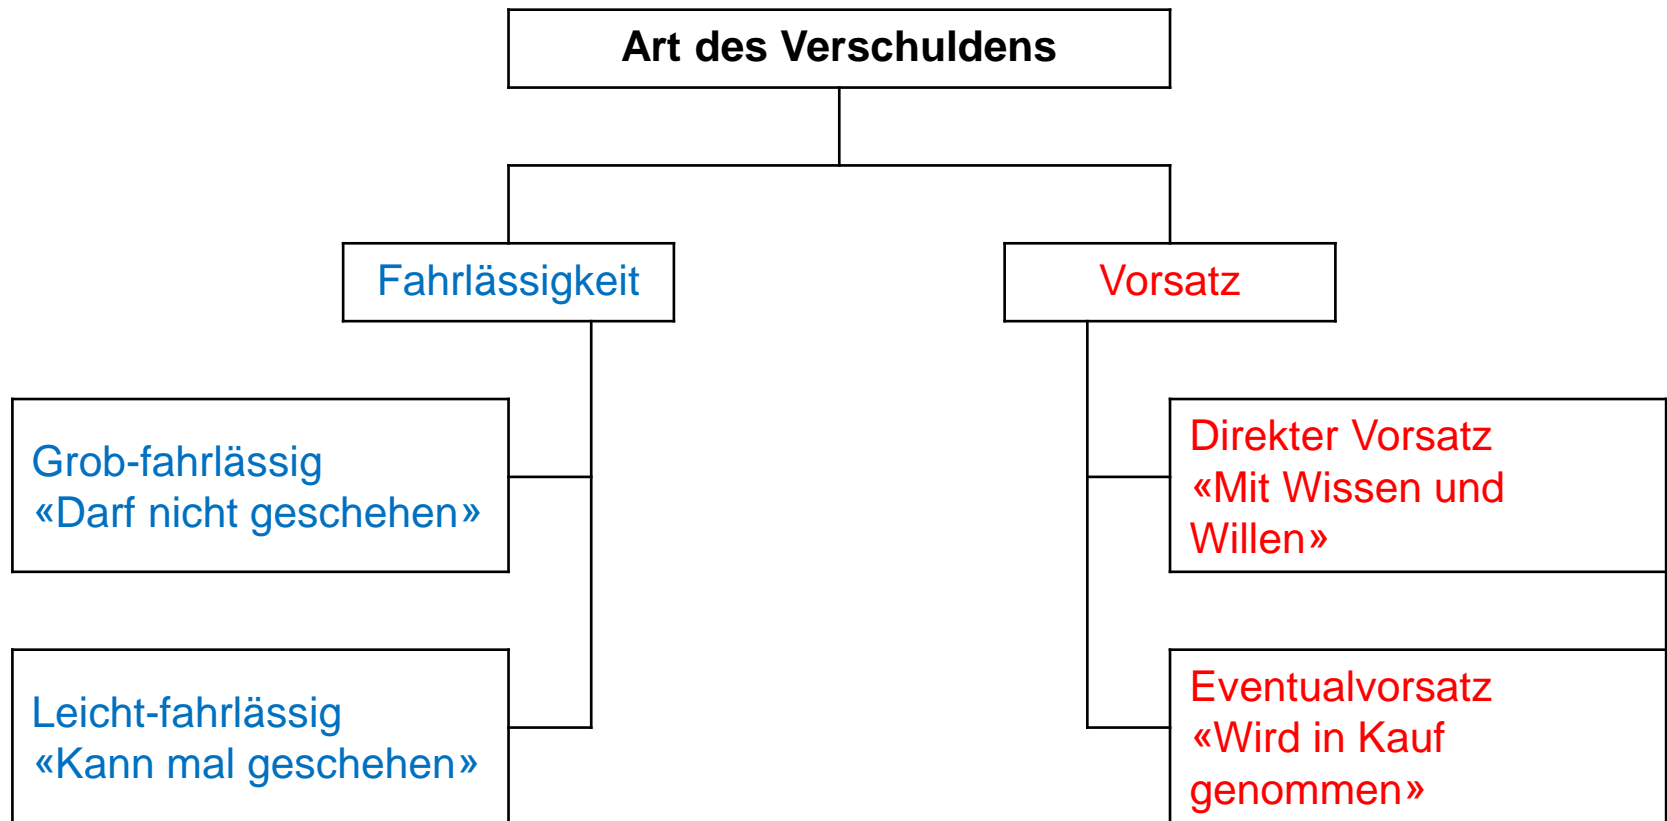 Art des Verschuldens
Fahrlässigkeit
Vorsatz
Grob-fahrlässig
«Darf nicht geschehen»
Direkter Vorsatz
«Mit Wissen und
Willen»
Leicht-fahrlässig
«Kann mal geschehen»
Eventualvorsatz
«Wird in Kauf
genommen»